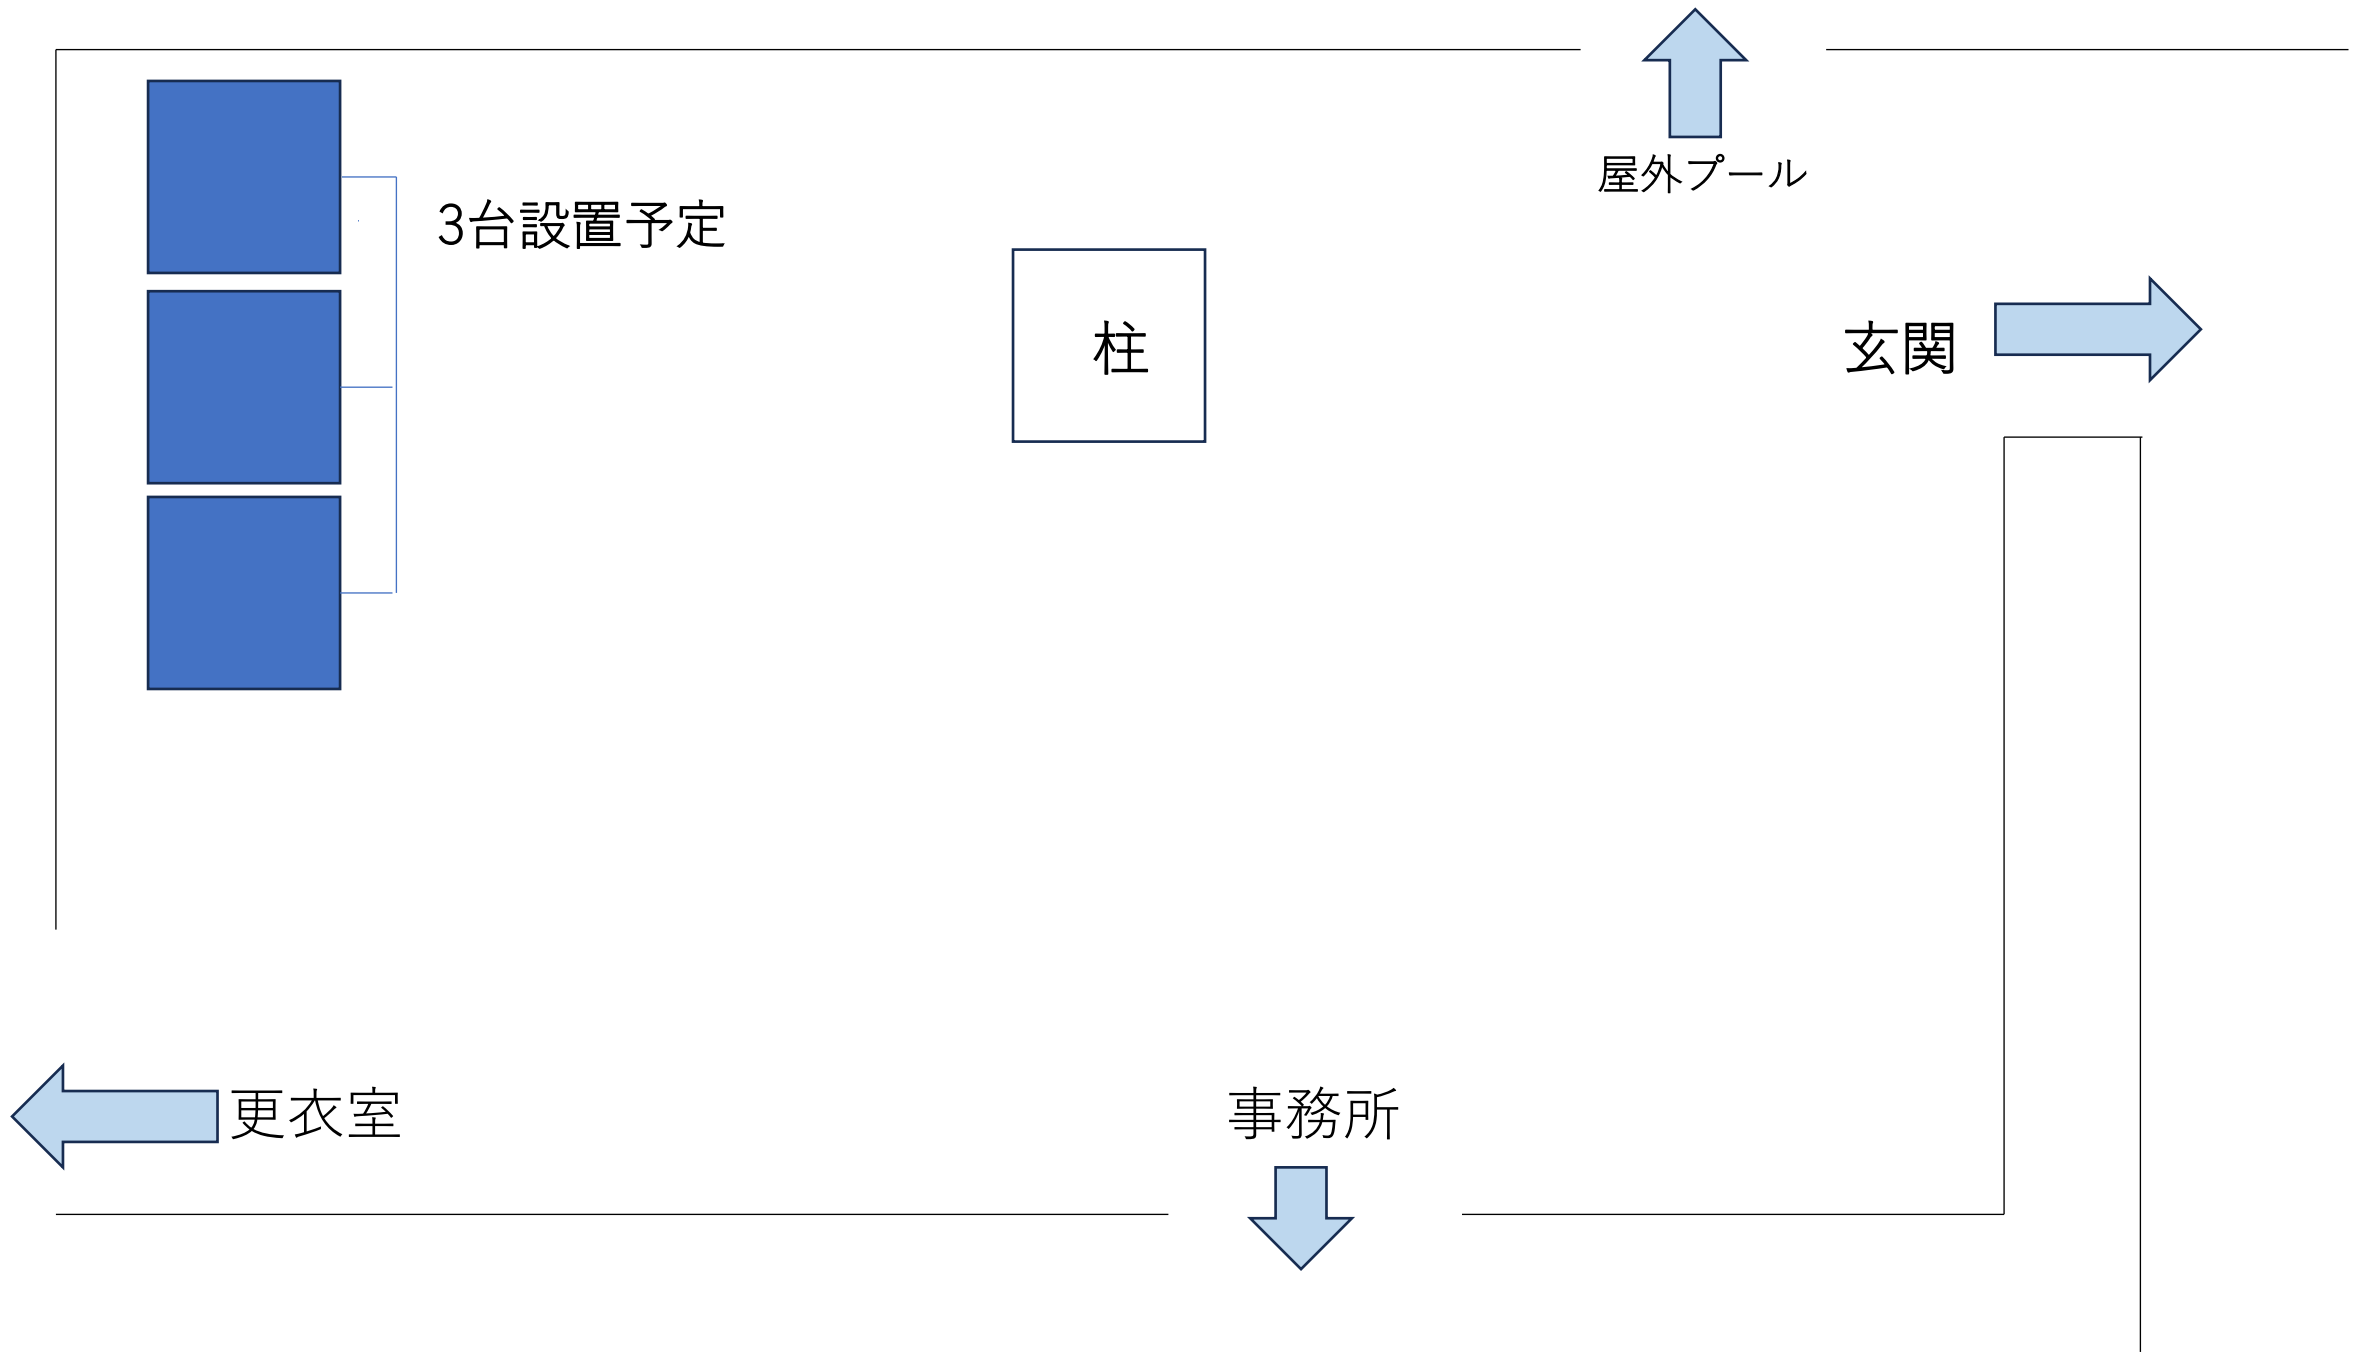 屋外プール
3台設置予定
柱
玄関
更衣室
事務所